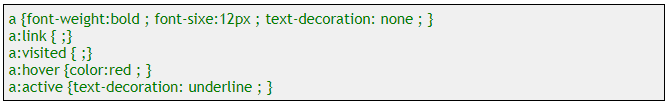 a {font-weight:bold ; font-sixe:12px ; text-decoration: none ; }
a:link { ;}
a:visited { ;}
a:hover {color:red ; }
a:active {text-decoration: underline ; }